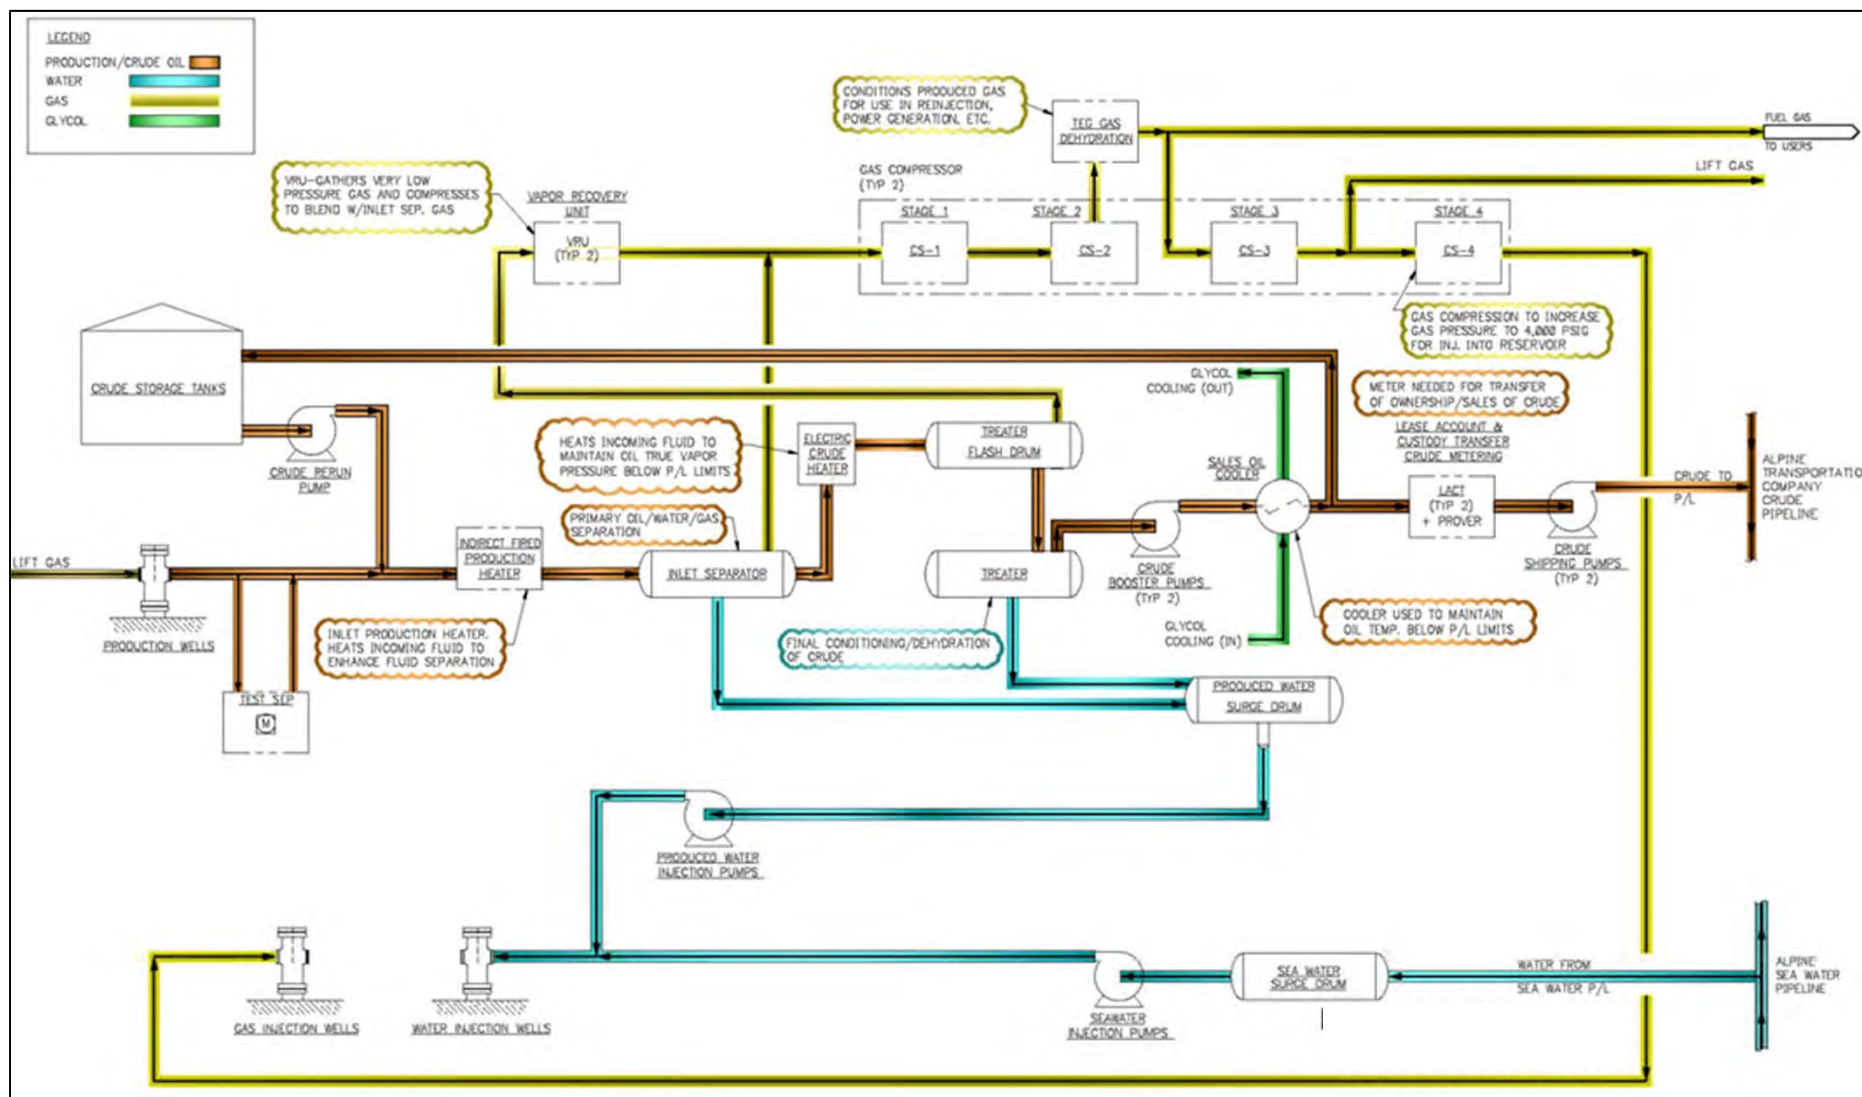 LEGEND
PRODUCTION/CRUDE OIL
WATER
GAS
GLYCOL
CONDITIONS PRODUCED GAS
FOR USE IN REINJECTION,
POWER GENERATION, ETC.
TEG GAS
DEHYDRATION
FUEL GAS
TO USERS
LIFT GAS
VRU-GATHERS VERY LOW
PRESSURE GAS AND COMPRESSES
TO BLEND W/INLET SEP. GAS
VAPOR RECOVERY
UNIT
VRU
(TYP 2)
GAS COMPRESSOR
(TYP 2)
STAGE 1
CS-1
STAGE 2
CS-2
STAGE 3
CS-3
STAGE 4
CS-4
GAS COMPRESSION TO INCREASE
GAS PRESSURE TO 4,000 PSIG
FOR INJ. INTO RESERVOIR
CRUDE STORAGE TANKS
CRUDE RERUN
PUMP
HEATS INCOMING FLUID TO
MAINTAIN OIL TRUE VAPOR
PRESSURE BELOW P/L LIMITS
ELECTRIC
CRUDE
HEATER
TREATER
FLASH DRUM
GLYCOL
COOLING (OUT)
METER NEEDED FOR TRANSFER
OF OWNERSHIP/SALES OF CRUDE
LEASE ACCOUNT &
CUSTODY TRANSFER
CRUDE METERING
SALES OIL
COOLER
LACT
(TYP 2)
+ PROVER
CRUDE TO
P/L
ALPINE
TRANSPORTATIO
COMPANY
CRUDE
PIPELINE
PRIMARY OIL/WATER/GAS
SEPARATION
LIFT GAS
PRODUCTION WELLS
INDIRECT FIRED
PRODUCTION
HEATER
INLET SEPARATOR
TREATER
CRUDE
BOOSTER PUMPS
(TYP 2)
CRUDE
SHIPPING PUMPS
(TYP 2)
INLET PRODUCTION HEATER.
HEATS INCOMING FLUID TO
ENHANCE FLUID SEPARATION
FINAL CONDITIONING/DEHYDRATION
OF CRUDE
GLYCOL
COOLING (IN)
COOLER USED TO MAINTAIN
OIL TEMP. BELOW P/L LIMITS
TEST SEP
M
PRODUCED WATER
SURGE DRUM
PRODUCED WATER
INJECTION PUMPS
GAS INJECTION WELLS
WATER INJECTION WELLS
SEAWATER
INJECTION PUMPS
SEA WATER
SURGE DRUM
WATER FROM
SEA WATER P/L
ALPINE
SEA WATER
PIPELINE